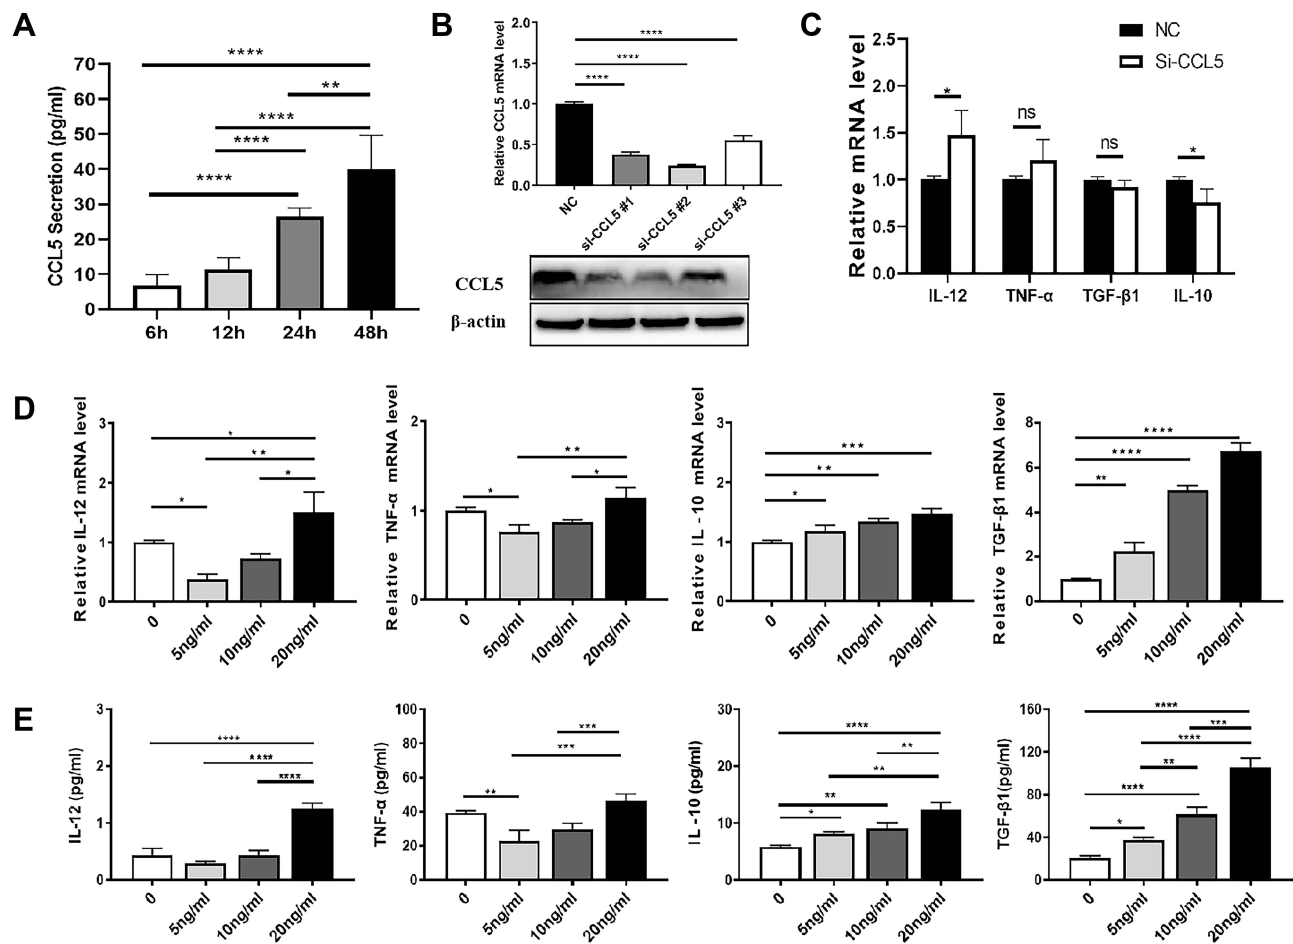 A
CCL5 Secretion (pg/ml)
70
60
50
40
30
20
10
0
****
**
****
****
****
6h 12h 24h 48h
B
Relative CCL5 mRNA level
2.0
1.5
1.0
0.5
0.0
****
****
****
NC
si-CCL5 #1
si-CCL5 #2
si-CCL5 #3
CCL5
β-actin
C
NC
Si-CCL5
Relative mRNA level
2.5
2.0
1.5
1.0
0.5
0.0
*
ns
ns
*
IL-12 TNF-α TGF-β1 IL-10
D
Relative IL-12 mRNA level
3
2
1
0
*
**
*
*
0
5ng/ml
10ng/ml
20ng/ml
Relative TNF-α mRNA level
2
1
0
**
*
*
0
5ng/ml
10ng/ml
20ng/ml
Relative IL-10 mRNA level
3
2
1
0
***
**
*
0
5ng/ml
10ng/ml
20ng/ml
Relative TGF-β1 mRNA level
8
6
4
2
0
****
****
**
0
5ng/ml
10ng/ml
20ng/ml
E
IL-12 (pg/ml)
3
2
1
0
****
****
****
0
5ng/ml
10ng/ml
20ng/ml
TNF-α (pg/ml)
100
80
60
40
20
0
***
***
**
0
5ng/ml
10ng/ml
20ng/ml
IL-10 (pg/ml)
30
20
10
0
****
**
**
**
*
0
5ng/ml
10ng/ml
20ng/ml
TGF-β1(pg/ml)
160
120
80
40
0
****
***
****
**
****
*
0
5ng/ml
10ng/ml
20ng/ml